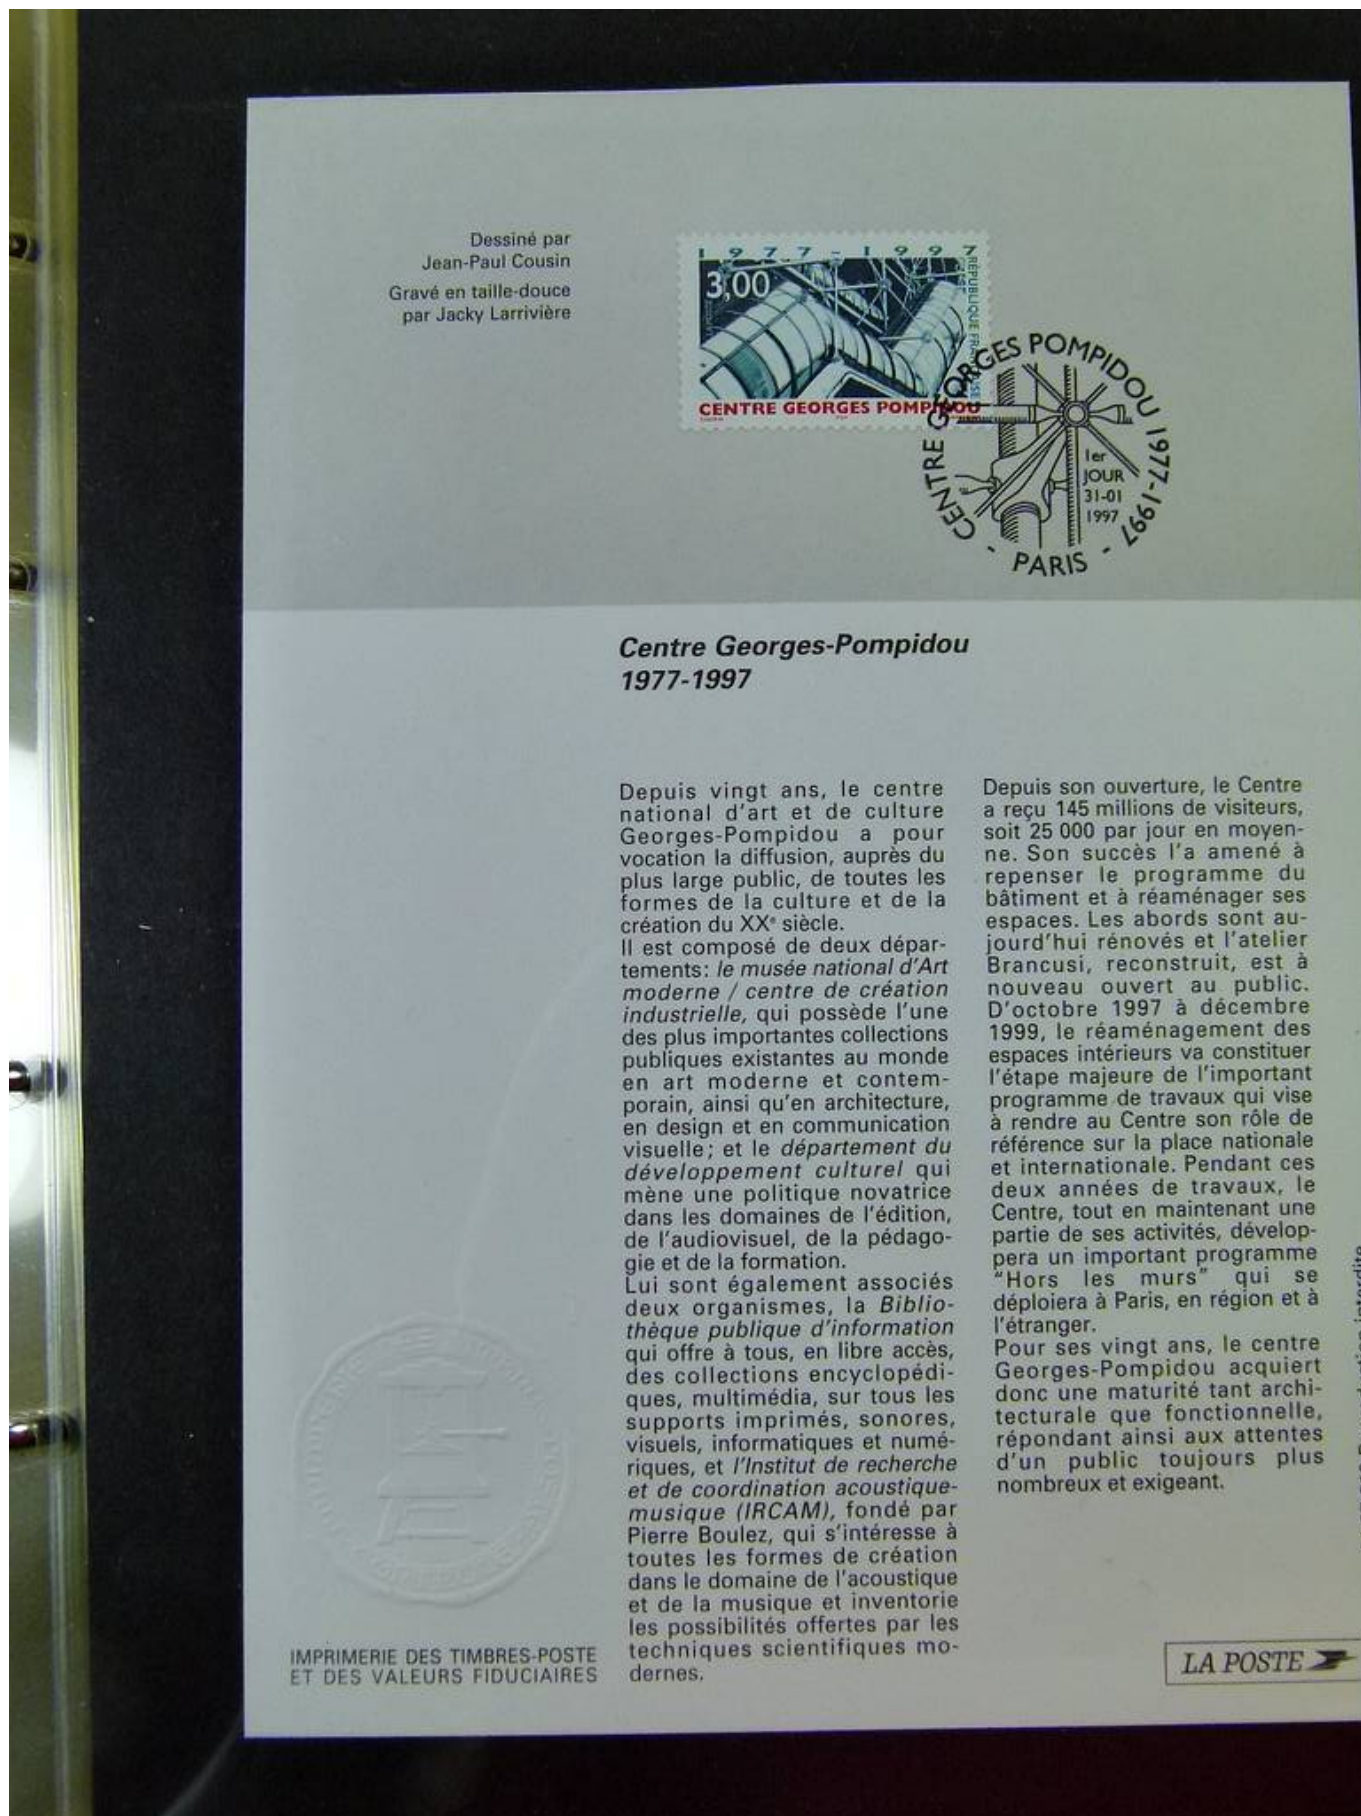 Dessiné par
Jean-Paul Cousin
Gravé en taille-douce
par Jacky Larrivière
1977-1997
3,00
RÉPUBLIQUE FRANÇAISE
CENTRE GEORGES POMPIDOU
CENTRE GEORGES POMPIDOU 1977-1997
1er
JOUR
31-01
1997
- PARIS -
Centre Georges-Pompidou
1977-1997
Depuis vingt ans, le centre
national d'art et de culture
Georges-Pompidou a pour
vocation la diffusion, auprès du
plus large public, de toutes les
formes de la culture et de la
création du XXe siècle.
Il est composé de deux dépar-
tements: le musée national d'Art
moderne / centre de création
industrielle, qui possède l'une
des plus importantes collections
publiques existantes au monde
en art moderne et contem-
porain, ainsi qu'en architecture,
en design et en communication
visuelle; et le département du
développement culturel qui
mène une politique novatrice
dans les domaines de l'édition,
de l'audiovisuel, de la pédago-
gie et de la formation.
Lui sont également associés
deux organismes, la Biblio-
thèque publique d'information
qui offre à tous, en libre accès,
des collections encyclopédi-
ques, multimédia, sur tous les
supports imprimés, sonores,
visuels, informatiques et numé-
riques, et l'Institut de recherche
et de coordination acoustique-
musique (IRCAM), fondé par
Pierre Boulez, qui s'intéresse à
toutes les formes de création
dans le domaine de l'acoustique
et de la musique et inventorie
les possibilités offertes par les
techniques scientifiques mo-
dernes.
Depuis son ouverture, le Centre
a reçu 145 millions de visiteurs,
soit 25 000 par jour en moyen-
ne. Son succès l'a amené à
repenser le programme du
bâtiment et à réaménager ses
espaces. Les abords sont au-
jourd'hui rénovés et l'atelier
Brancusi, reconstruit, est à
nouveau ouvert au public.
D'octobre 1997 à décembre
1999, le réaménagement des
espaces intérieurs va constituer
l'étape majeure de l'important
programme de travaux qui vise
à rendre au Centre son rôle de
référence sur la place nationale
et internationale. Pendant ces
deux années de travaux, le
Centre, tout en maintenant une
partie de ses activités, dévelop-
pera un important programme
"Hors les murs" qui se
déploiera à Paris, en région et à
l'étranger.
Pour ses vingt ans, le centre
Georges-Pompidou acquiert
donc une maturité tant archi-
tecturale que fonctionnelle,
répondant ainsi aux attentes
d'un public toujours plus
nombreux et exigeant.
IMPRIMERIE DES TIMBRES-POSTE
ET DES VALEURS FIDUCIAIRES
LA POSTE